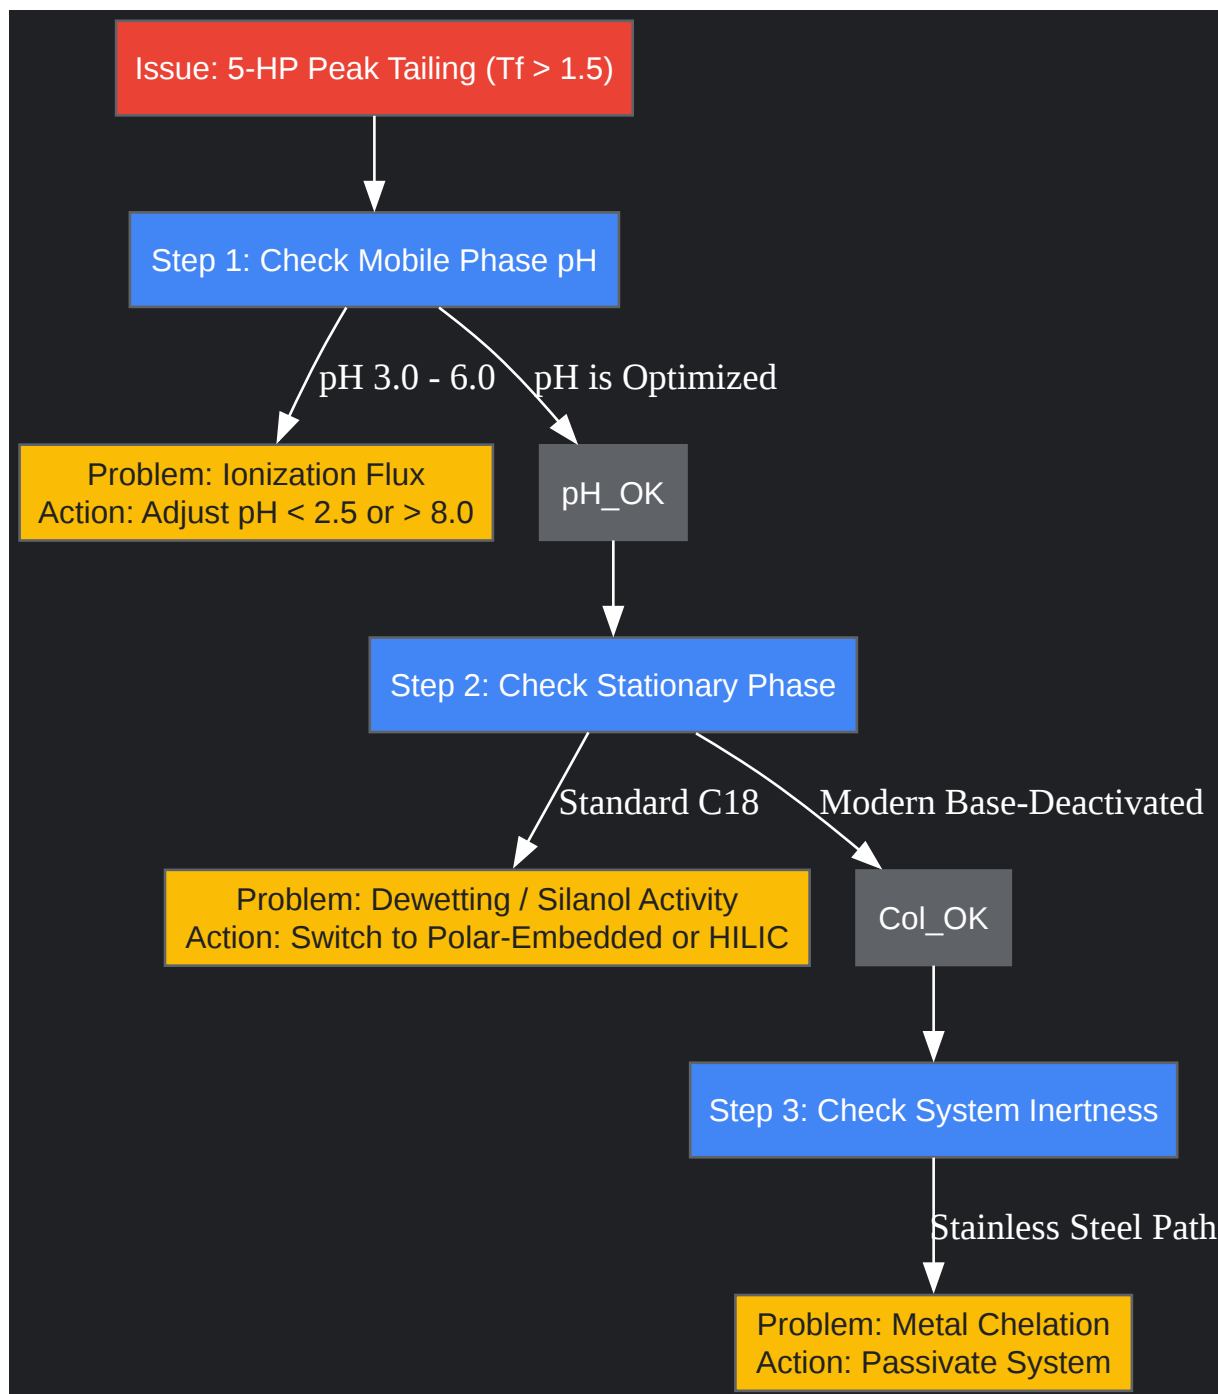 Issue: 5-HP Peak Tailing (Tf > 1.5)
Step 1: Check Mobile Phase pH
pH 3.0 - 6.0
pH is Optimized
Problem: Ionization Flux
Action: Adjust pH < 2.5 or > 8.0
pH_OK
Step 2: Check Stationary Phase
Standard C18
Modern Base-Deactivated
Problem: Dewetting / Silanol Activity
Action: Switch to Polar-Embedded or HILIC
Col_OK
Step 3: Check System Inertness
Stainless Steel Path
Problem: Metal Chelation
Action: Passivate System